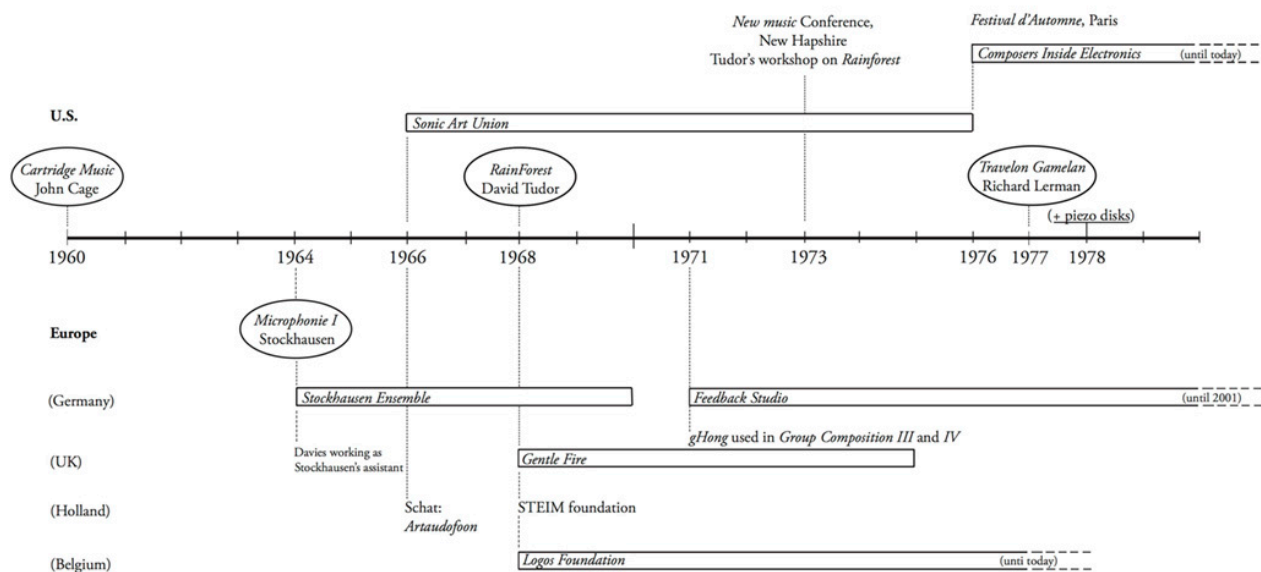 New music Conference,
New Hapshire
Tudor's workshop on Rainforest
Festival d'Automne, Paris
Composers Inside Electronics
(until today)
U.S.
Sonic Art Union
Cartridge Music
John Cage
RainForest
David Tudor
Travelon Gamelan
Richard Lerman
(+ piezo disks)
1960
1964
1966
1968
1971
1973
1976
1977
1978
Microphonie I
Stockhausen
Europe
(Germany)
Stockhausen Ensemble
Feedback Studio
(until 2001)
gHong used in Group Composition III and IV
(UK)
Davies working as
Stockhausen's assistant
Gentle Fire
(Holland)
Schat:
Artaudofoon
STEIM foundation
(Belgium)
Logos Foundation
(unti today)